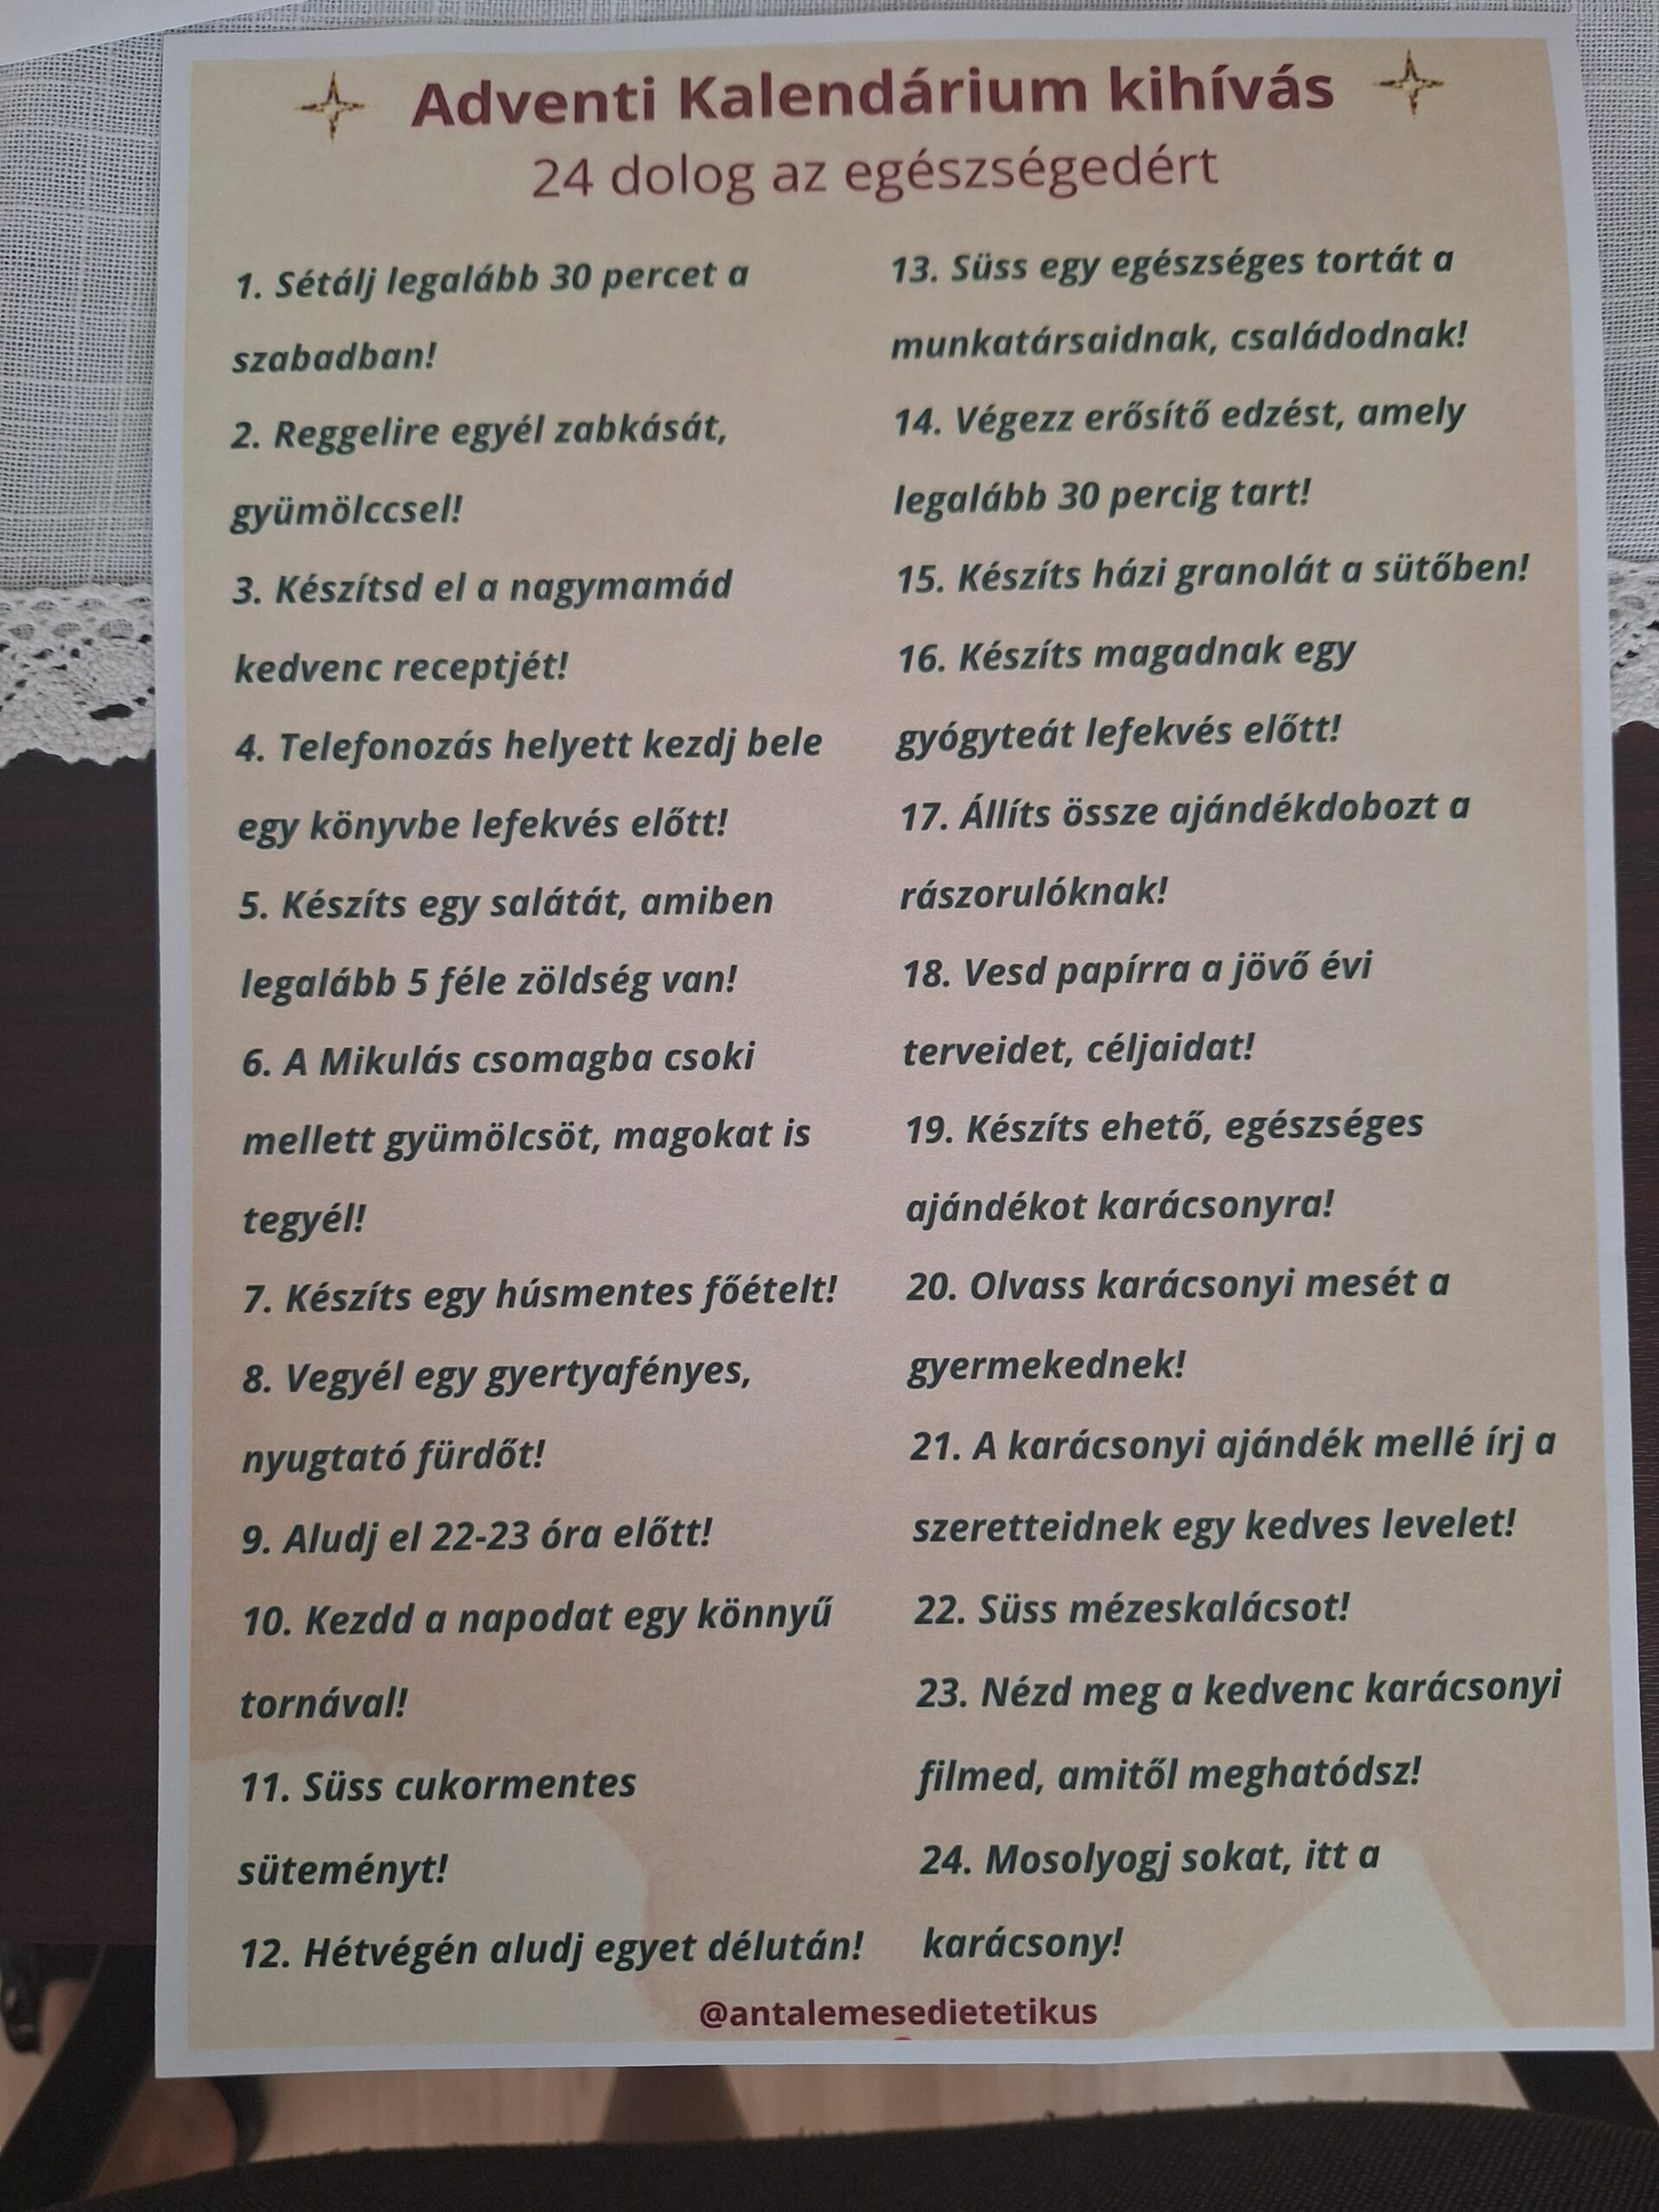 Adventi Kalendárium kihívás
24 dolog az egészségedért
1. Sétálj legalább 30 percet a
szabadban!
2. Reggelire egyél zabkását,
gyümölccsel!
3. Készítsd el a nagymamád
kedvenc receptjét!
4. Telefonozás helyett kezdj bele
egy könyvbe lefekvés előtt!
5. Készíts egy salátát, amiben
legalább 5 féle zöldség van!
6. A Mikulás csomagba csoki
mellett gyümölcsöt, magokat is
tegyél!
7. Készíts egy húsmentes főételt!
8. Vegyél egy gyertyafényes,
nyugtató fürdőt!
9. Aludj el 22-23 óra előtt!
10. Kezdd a napodat egy könnyű
tornával!
11. Süss cukormentes
süteményt!
12. Hétvégén aludj egyet délután!
13. Süss egy egészséges tortát a
munkatársaidnak, családodnak!
14. Végezz erősítő edzést, amely
legalább 30 percig tart!
15. Készíts házi granolát a sütőben!
16. Készíts magadnak egy
gyógyteát lefekvés előtt!
17. Állíts össze ajándékdobozt a
rászorulóknak!
18. Vesd papírra a jövő évi
terveidet, céljaidat!
19. Készíts ehető, egészséges
ajándékot karácsonyra!
20. Olvass karácsonyi mesét a
gyermekednek!
21. A karácsonyi ajándék mellé írj a
szeretteidnek egy kedves levelet!
22. Süss mézeskalácsot!
23. Nézd meg a kedvenc karácsonyi
filmed, amitől meghatódsz!
24. Mosolyogj sokat, itt a
karácsony!
@antalemesedietetikus